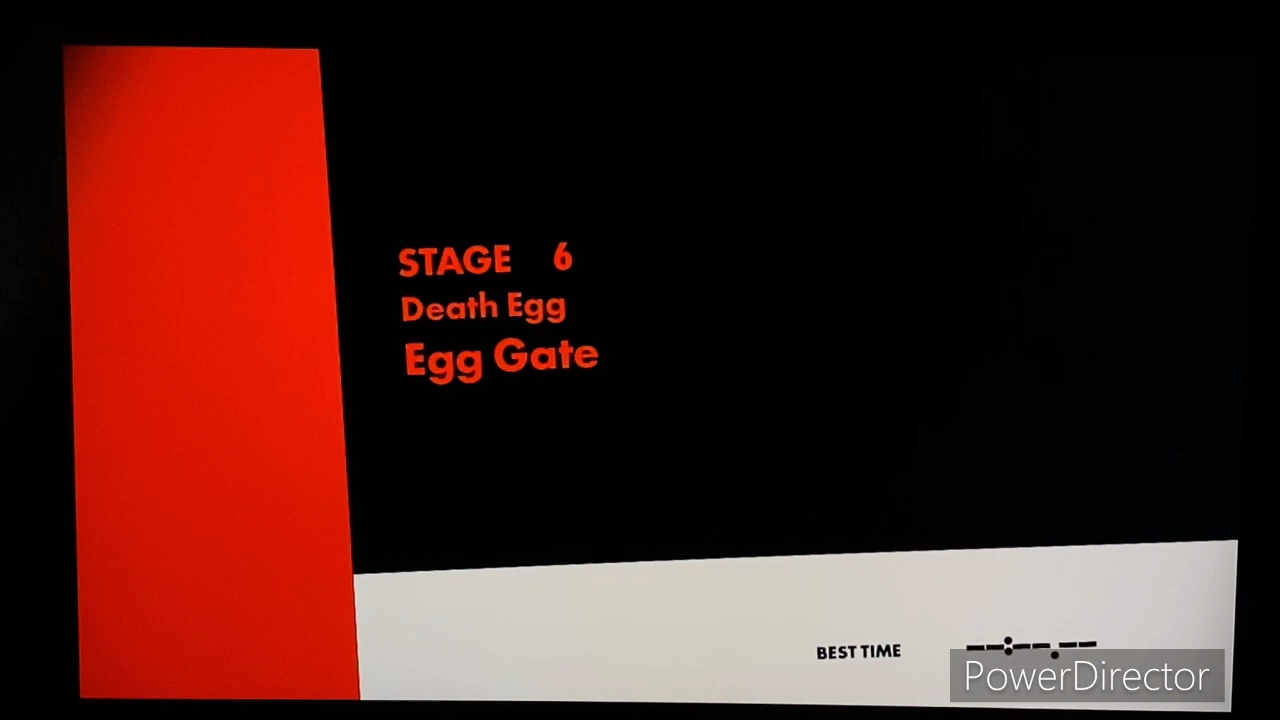 STAGE 6
Death Egg
Egg Gate
BEST TIME --:--.--
PowerDirector